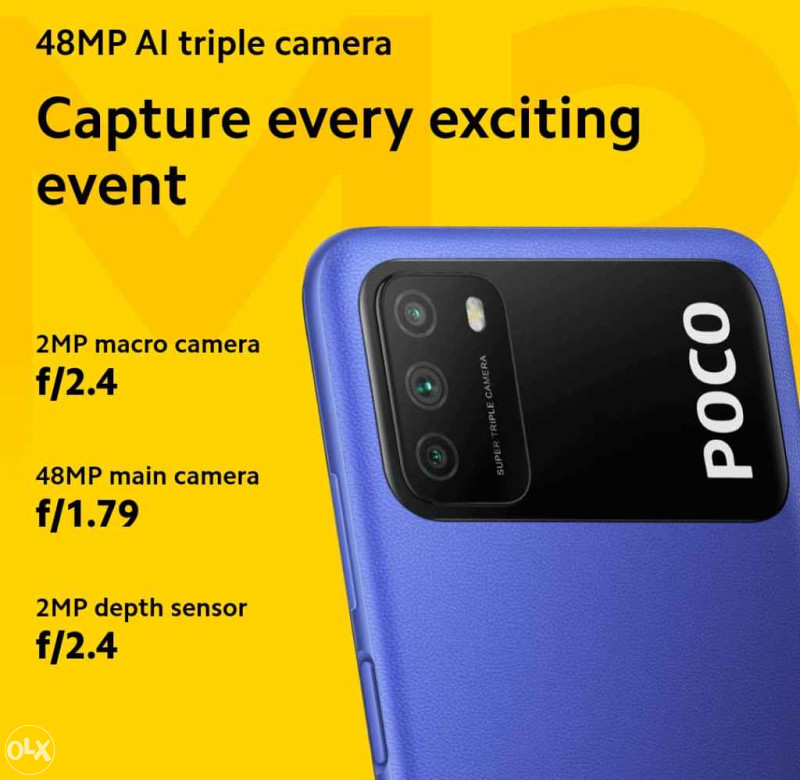 48MP AI triple camera
Capture every exciting
event
2MP macro camera
f/2.4
48MP main camera
f/1.79
2MP depth sensor
f/2.4
SUPER TRIPLE CAMERA
POCO
OLX